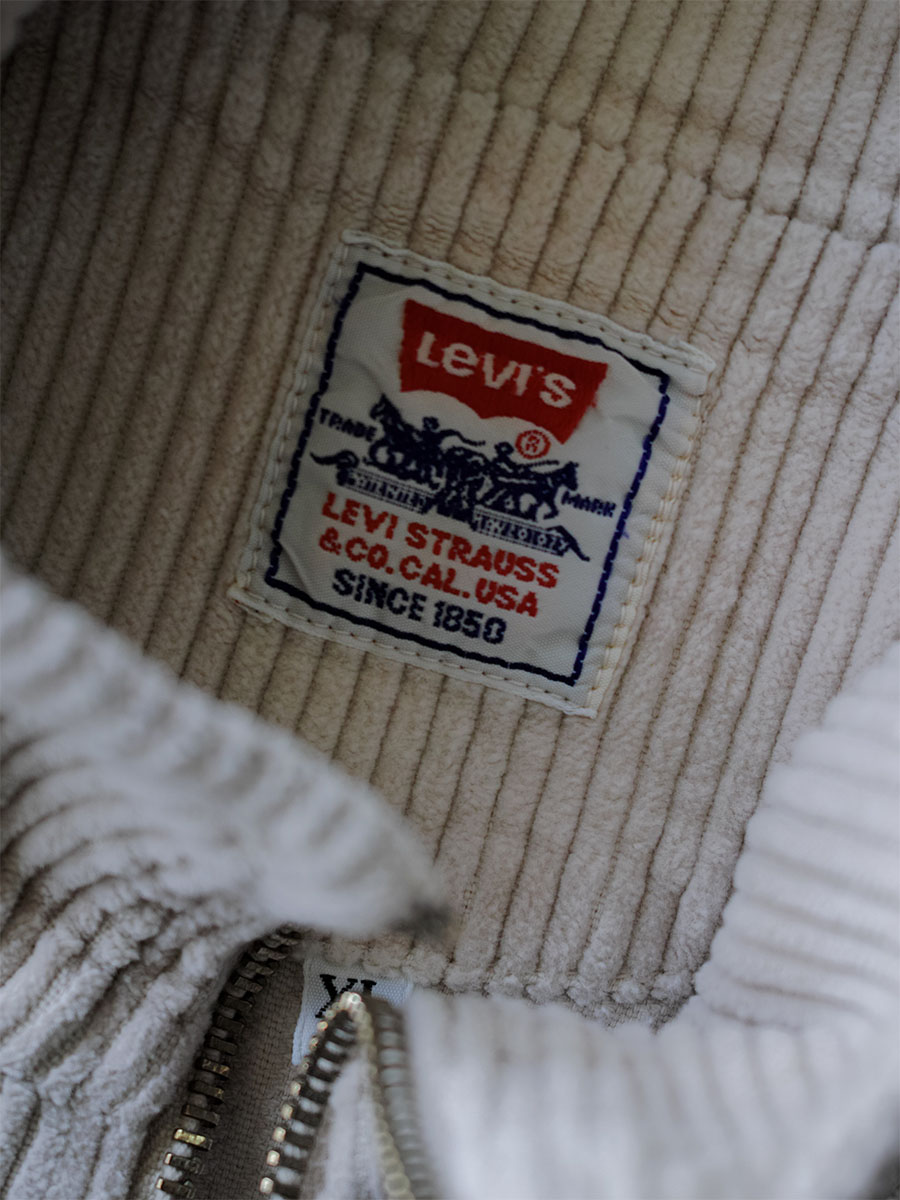 Levi's
®
TRADE MARK
LEVI STRAUSS
& CO. CAL. USA
SINCE 1850
XL